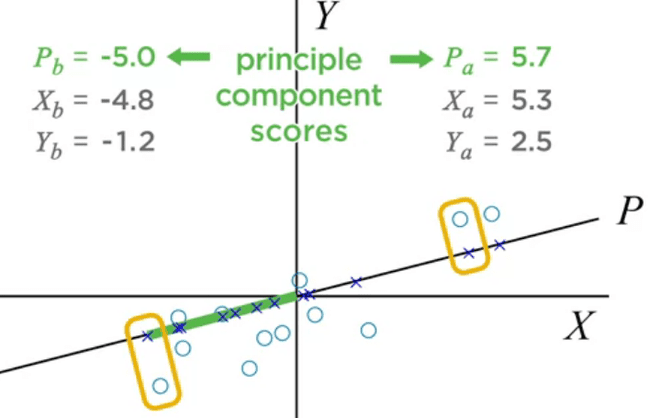 Y
P_b = -5.0
X_b = -4.8
Y_b = -1.2
principle
component
scores
P_a = 5.7
X_a = 5.3
Y_a = 2.5
P
X